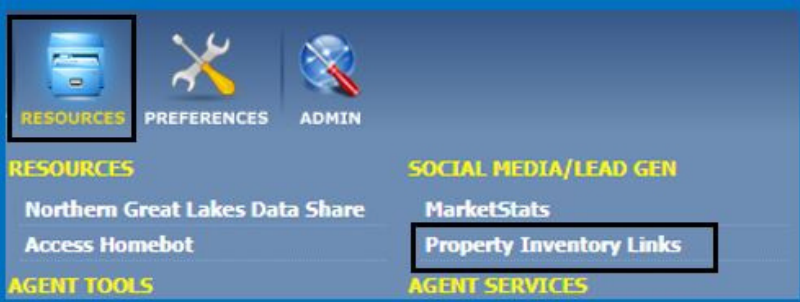 RESOURCES PREFERENCES ADMIN
RESOURCES
Northern Great Lakes Data Share
Access Homebot
AGENT TOOLS
SOCIAL MEDIA/LEAD GEN
MarketStats
Property Inventory Links
AGENT SERVICES